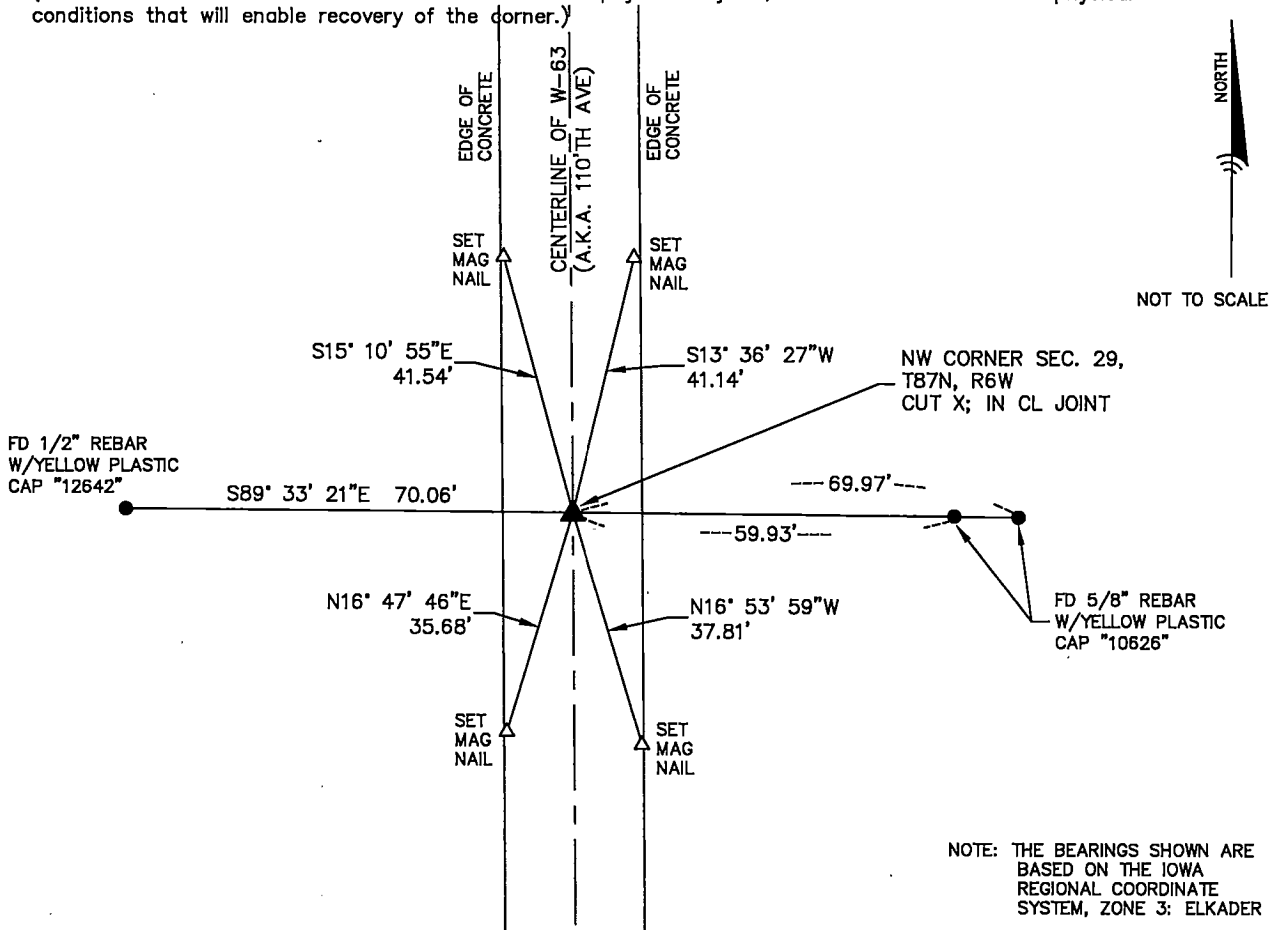 conditions that will enable recovery of the corner.)
EDGE OF
CONCRETE
CENTERLINE OF W-63
(A.K.A. 110'TH AVE)
EDGE OF
CONCRETE
NORTH
NOT TO SCALE
SET
MAG
NAIL
SET
MAG
NAIL
S15° 10' 55"E
41.54'
S13° 36' 27"W
41.14'
NW CORNER SEC. 29,
T87N, R6W
CUT X; IN CL JOINT
FD 1/2" REBAR
W/YELLOW PLASTIC
CAP "12642"
S89° 33' 21"E 70.06'
---69.97'----
---59.93'---
N16° 47' 46"E
35.68'
N16° 53' 59"W
37.81'
FD 5/8" REBAR
W/YELLOW PLASTIC
CAP "10626"
SET
MAG
NAIL
SET
MAG
NAIL
NOTE: THE BEARINGS SHOWN ARE
BASED ON THE IOWA
REGIONAL COORDINATE
SYSTEM, ZONE 3: ELKADER